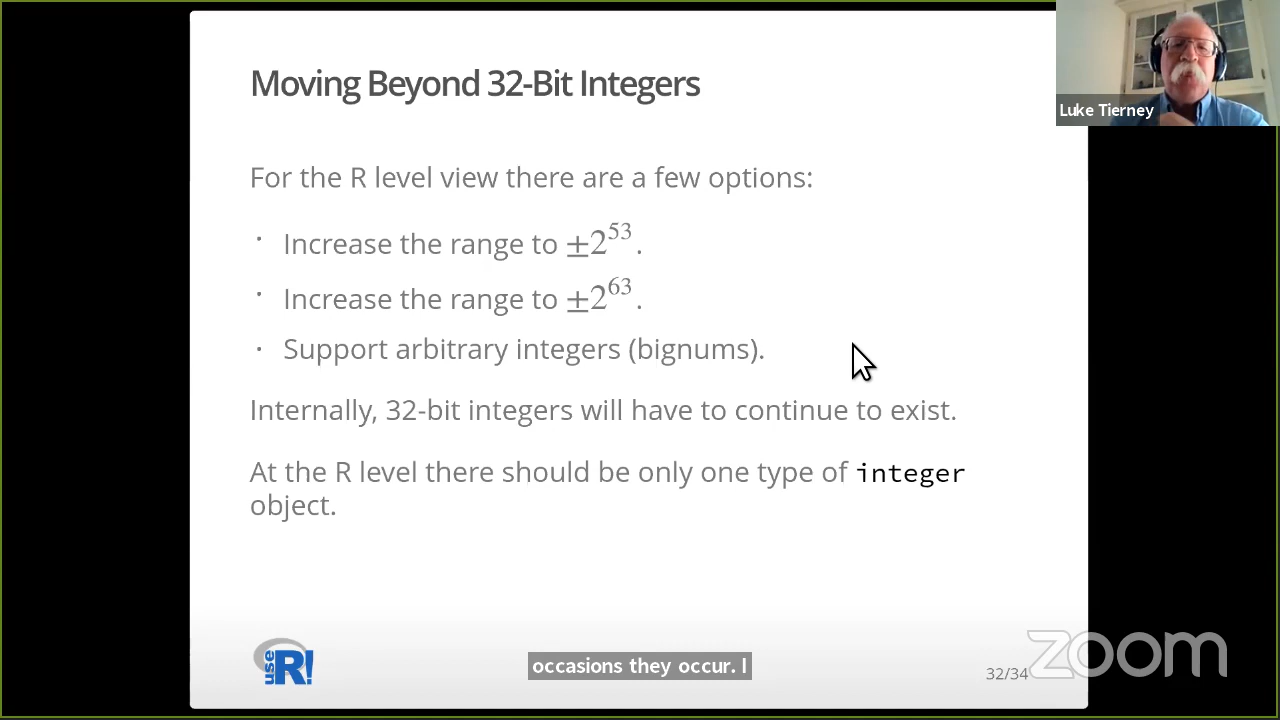 Moving Beyond 32-Bit Integers
Luke Tierney
For the R level view there are a few options:
· Increase the range to ±2^53.
· Increase the range to ±2^63.
· Support arbitrary integers (bignums).
Internally, 32-bit integers will have to continue to exist.
At the R level there should be only one type of integer
object.
use R!
occasions they occur. I
32/34
zoom